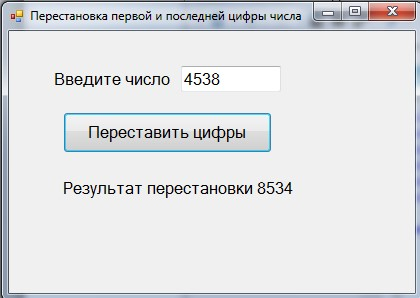 Перестановка первой и последней цифры числа
Введите число 4538
Переставить цифры
Результат перестановки 8534